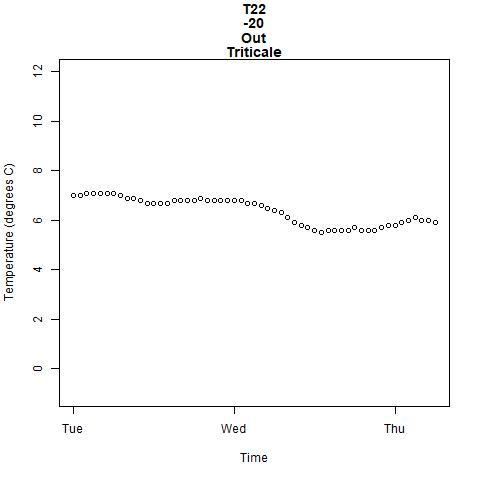 T22
-20
Out
Triticale
12
10
8
6
4
2
0
Temperature (degrees C)
Tue
Wed
Thu
Time